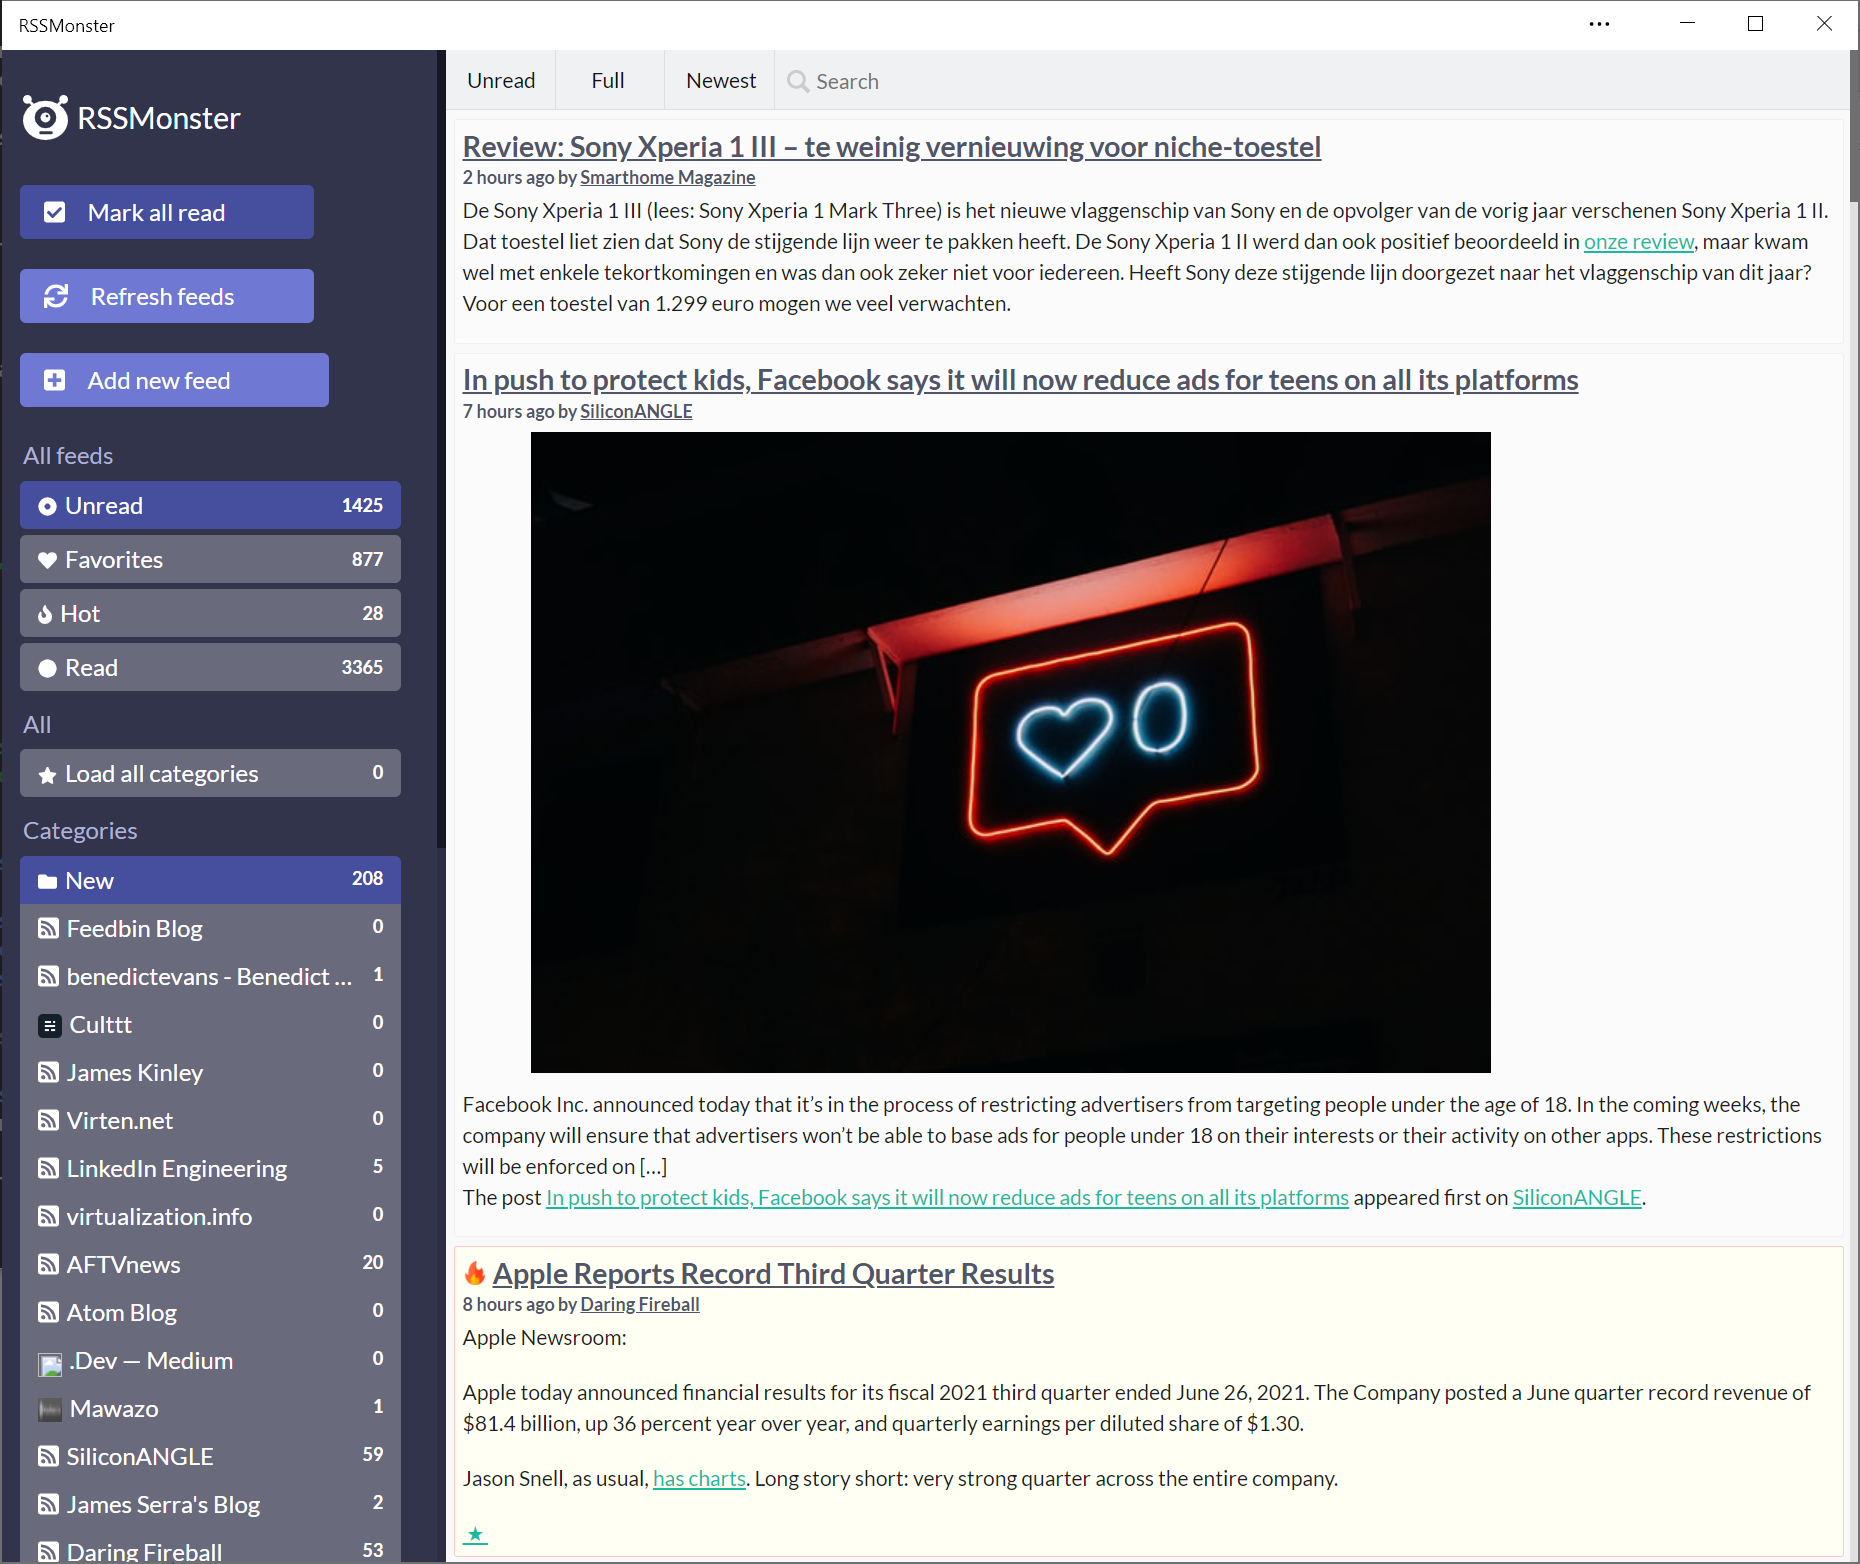 RSSMonster
RSSMonster
Mark all read
Refresh feeds
Add new feed
All feeds
Unread 1425
Favorites 877
Hot 28
Read 3365
All
Load all categories 0
Categories
New 208
Feedbin Blog 0
benedictevans - Benedict ... 1
Culttt 0
James Kinley 0
Virten.net 0
LinkedIn Engineering 5
virtualization.info 0
AFTVnews 20
Atom Blog 0
.Dev — Medium 0
Mawazo 1
SiliconANGLE 59
James Serra's Blog 2
Daring Fireball 53
Unread Full Newest Search
Review: Sony Xperia 1 III – te weinig vernieuwing voor niche-toestel
2 hours ago by Smarthome Magazine
De Sony Xperia 1 III (lees: Sony Xperia 1 Mark Three) is het nieuwe vlaggenschip van Sony en de opvolger van de vorig jaar verschenen Sony Xperia 1 II.
Dat toestel liet zien dat Sony de stijgende lijn weer te pakken heeft. De Sony Xperia 1 II werd dan ook positief beoordeeld in onze review, maar kwam
wel met enkele tekortkomingen en was dan ook zeker niet voor iedereen. Heeft Sony deze stijgende lijn doorgezet naar het vlaggenschip van dit jaar?
Voor een toestel van 1.299 euro mogen we veel verwachten.
In push to protect kids, Facebook says it will now reduce ads for teens on all its platforms
7 hours ago by SiliconANGLE
0
Facebook Inc. announced today that it’s in the process of restricting advertisers from targeting people under the age of 18. In the coming weeks, the
company will ensure that advertisers won’t be able to base ads for people under 18 on their interests or their activity on other apps. These restrictions
will be enforced on [...]
The post In push to protect kids, Facebook says it will now reduce ads for teens on all its platforms appeared first on SiliconANGLE.
🔥 Apple Reports Record Third Quarter Results
8 hours ago by Daring Fireball
Apple Newsroom:
Apple today announced financial results for its fiscal 2021 third quarter ended June 26, 2021. The Company posted a June quarter record revenue of
$81.4 billion, up 36 percent year over year, and quarterly earnings per diluted share of $1.30.
Jason Snell, as usual, has charts. Long story short: very strong quarter across the entire company.
★